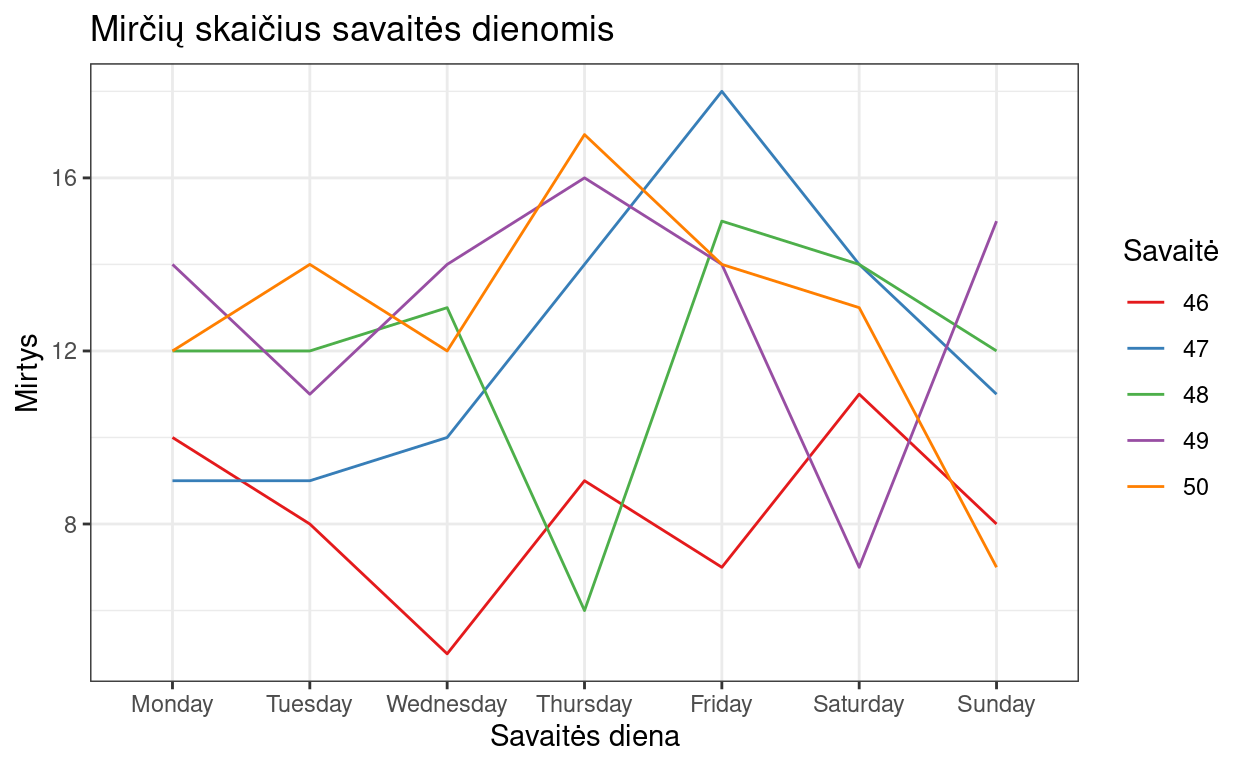 Mirčių skaičius savaitės dienomis
Mirtys
16
12
8
Monday Tuesday Wednesday Thursday Friday Saturday Sunday
Savaitės diena
Savaitė
46
47
48
49
50